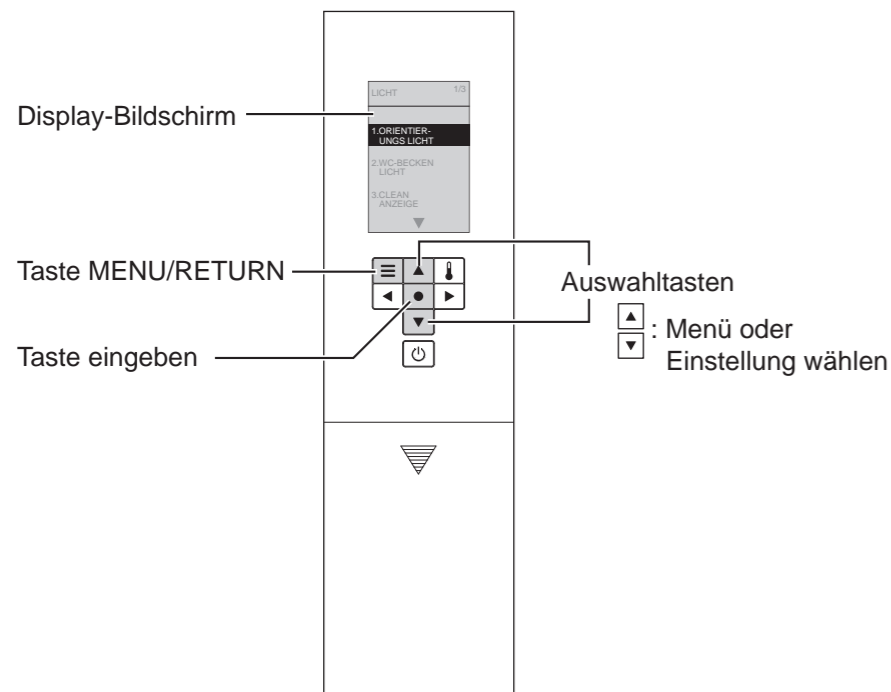 LICHT 1/3
Display-Bildschirm
1.ORIENTIER-
UNGS LICHT
2.WC-BECKEN
LICHT
3.CLEAN
ANZEIGE
Taste MENU/RETURN
Auswahltasten
: Menü oder
Einstellung wählen
Taste eingeben